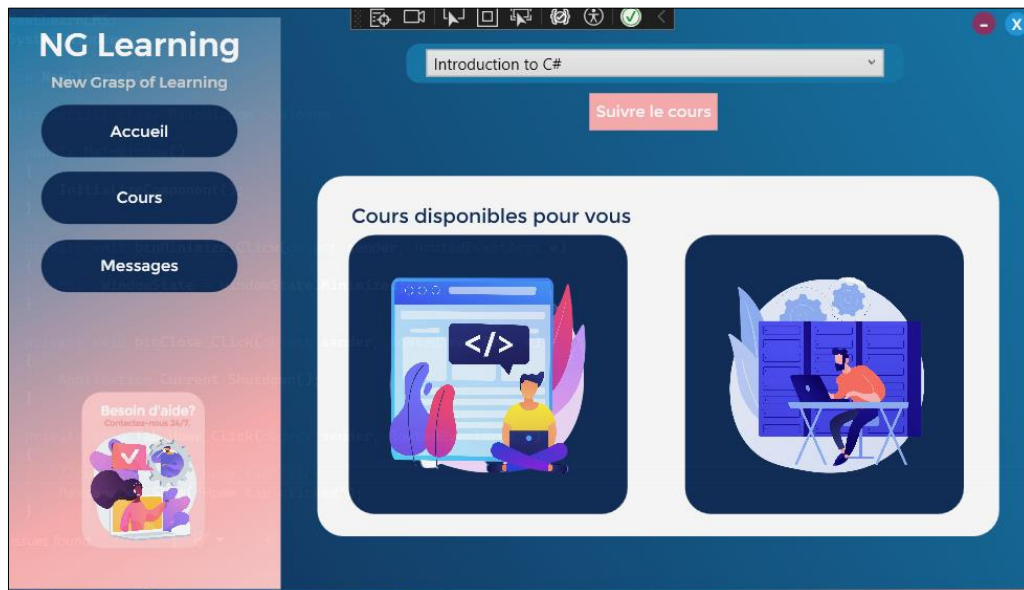 NG Learning
New Grasp of Learning
Accueil
Cours
Messages
Besoin d'aide?
Contactez-nous 24/7.
X
Introduction to C#
Suivre le cours
Cours disponibles pour vous
</>